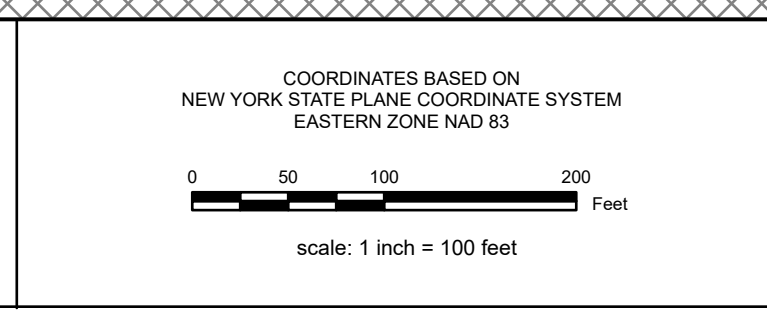 COORDINATES BASED ON
NEW YORK STATE PLANE COORDINATE SYSTEM
EASTERN ZONE NAD 83
0 50 100 200
Feet
scale: 1 inch = 100 feet